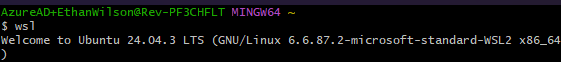 AzureAD+EthanWilson@Rev-PF3CHFLT MINGW64 ~
$ wsl
Welcome to Ubuntu 24.04.3 LTS (GNU/Linux 6.6.87.2-microsoft-standard-WSL2 x86_64
)